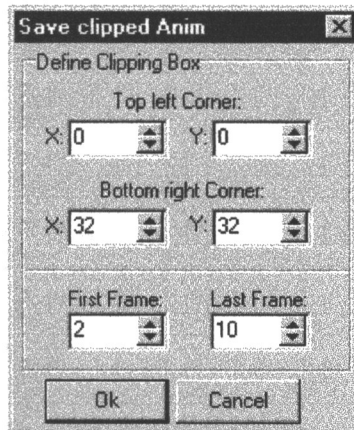 Save clipped Anim
Define Clipping Box
Top left Corner:
X: 0 Y: 0
Bottom right Corner:
X: 32 Y: 32
First Frame: Last Frame:
2 10
Ok Cancel